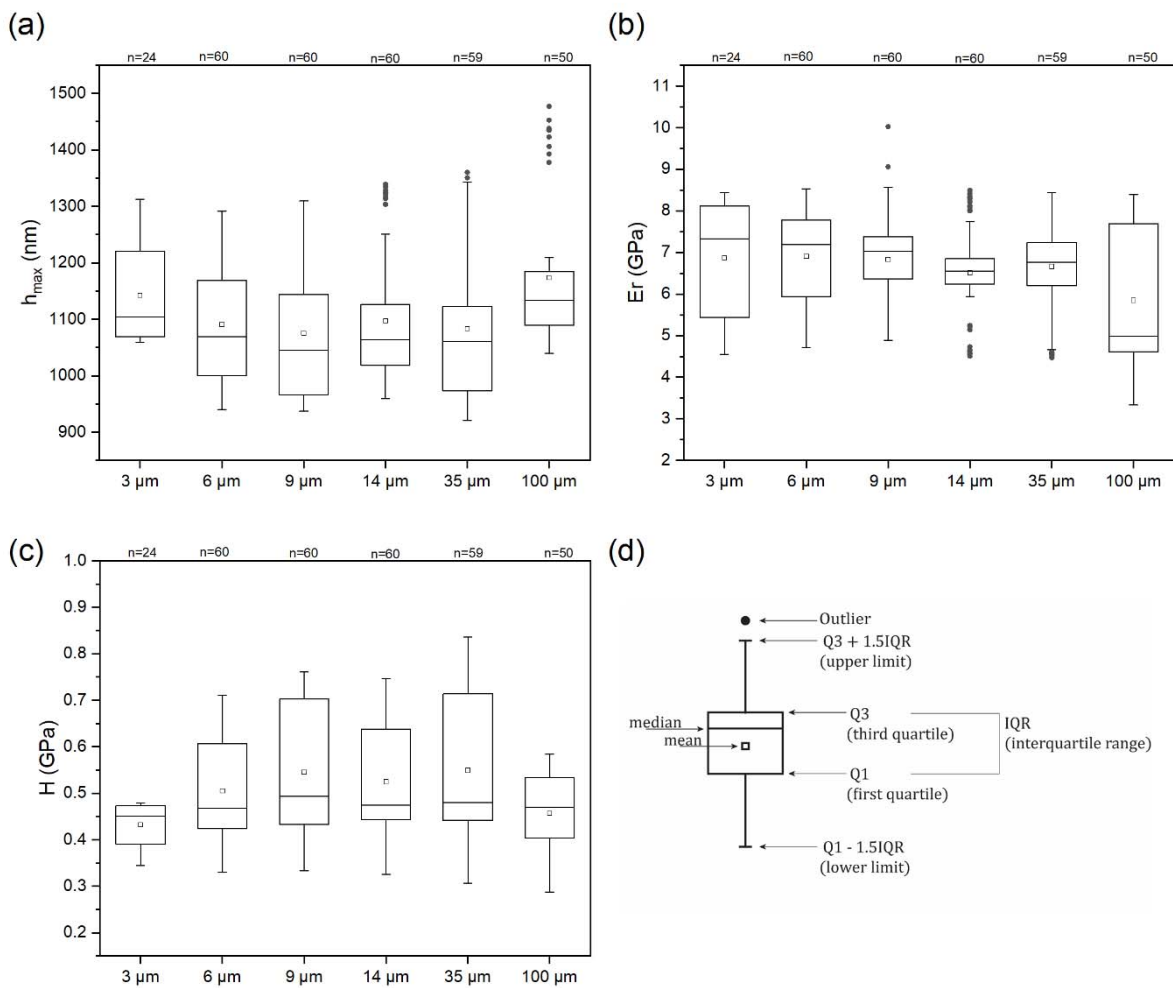 (a)
n=24 n=60 n=60 n=60 n=59 n=50
1500
1400
1300
1200
1100
1000
900
hmax (nm)
3 µm 6 µm 9 µm 14 µm 35 µm 100 µm
(b)
n=24 n=60 n=60 n=60 n=59 n=50
11
10
9
8
7
6
5
4
3
2
Er (GPa)
3 µm 6 µm 9 µm 14 µm 35 µm 100 µm
(c)
n=24 n=60 n=60 n=60 n=59 n=50
1.0
0.9
0.8
0.7
0.6
0.5
0.4
0.3
0.2
H (GPa)
3 µm 6 µm 9 µm 14 µm 35 µm 100 µm
(d)
Outlier
Q3 + 1.5IQR
(upper limit)
median
mean
Q3
(third quartile)
IQR
(interquartile range)
Q1
(first quartile)
Q1 - 1.5IQR
(lower limit)